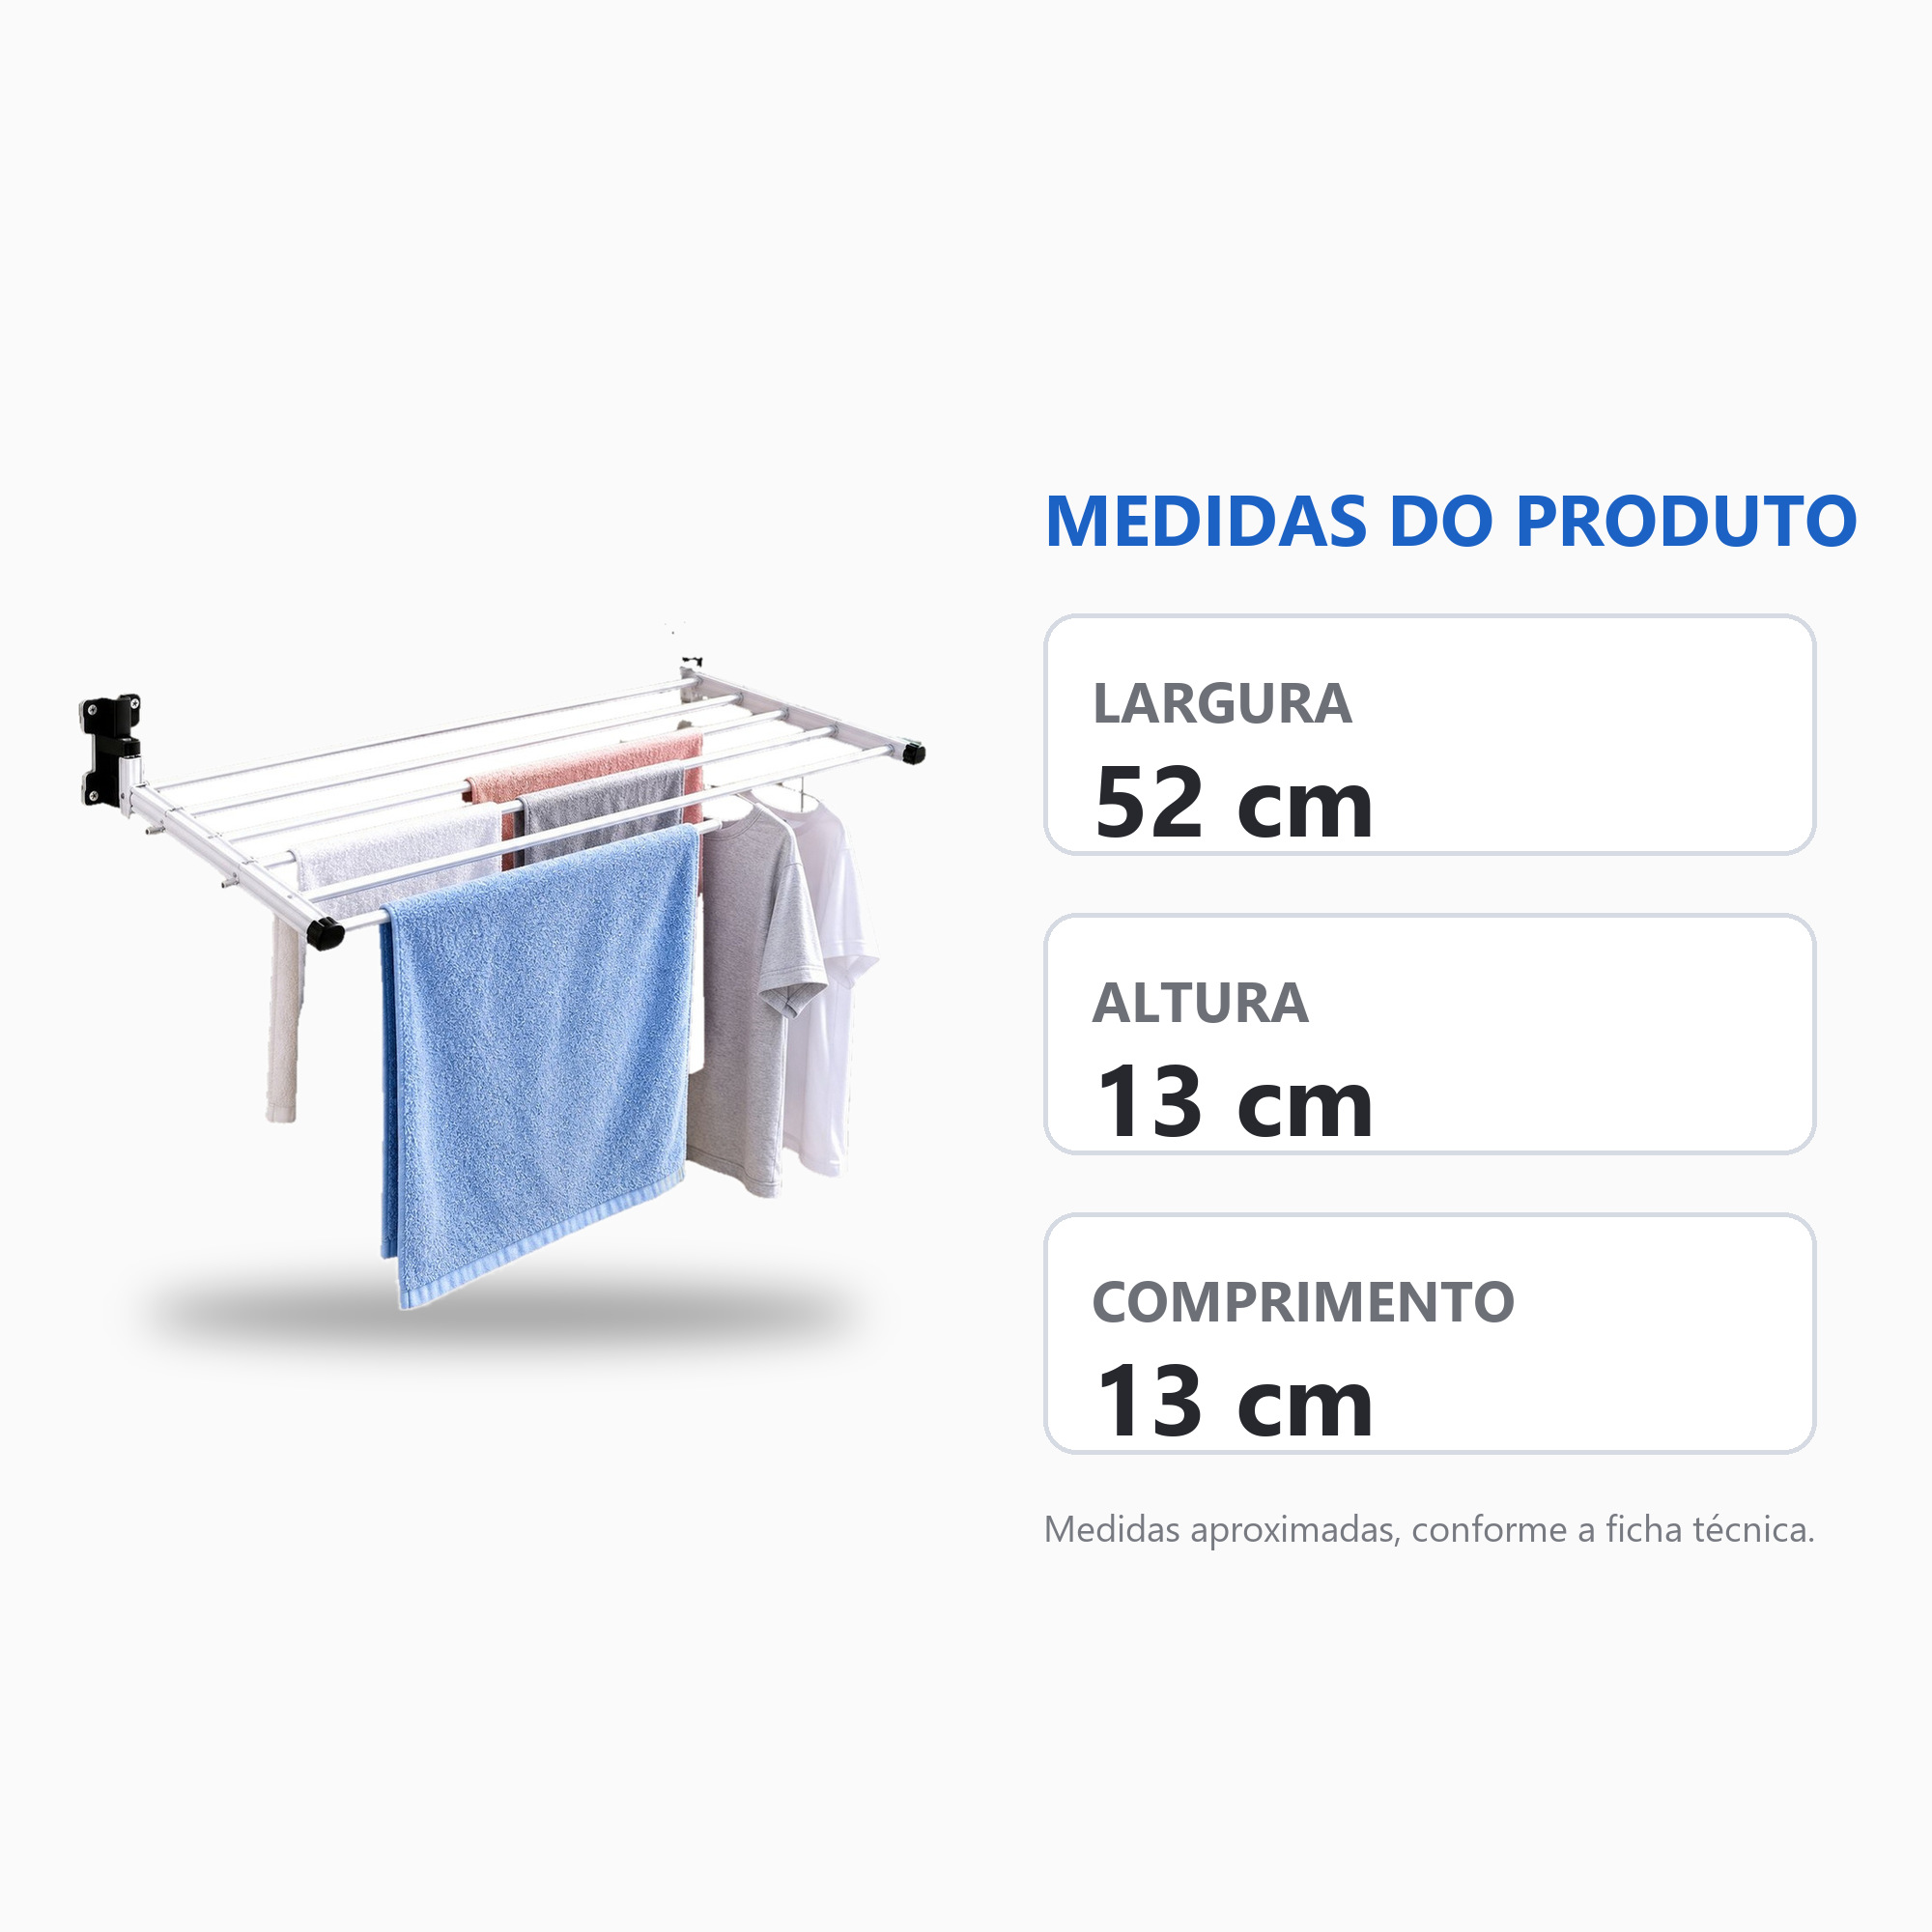 MEDIDAS DO PRODUTO
LARGURA
52 cm
ALTURA
13 cm
COMPRIMENTO
13 cm
Medidas aproximadas, conforme a ficha técnica.